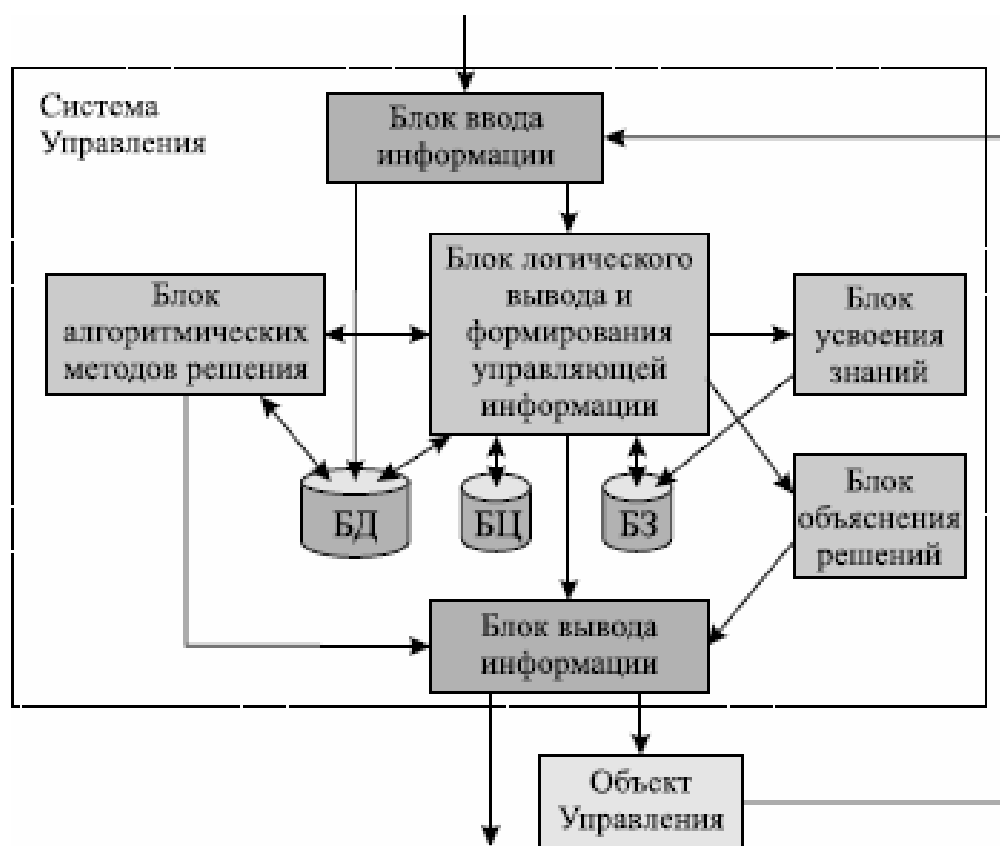 Система
Управления
Блок ввода
информации
Блок
алгоритмических
методов решения
Блок логического
вывода и
формирования
управляющей
информации
Блок
усвоения
знаний
БД
БЦ
БЗ
Блок
объяснения
решений
Блок вывода
информации
Объект
Управления